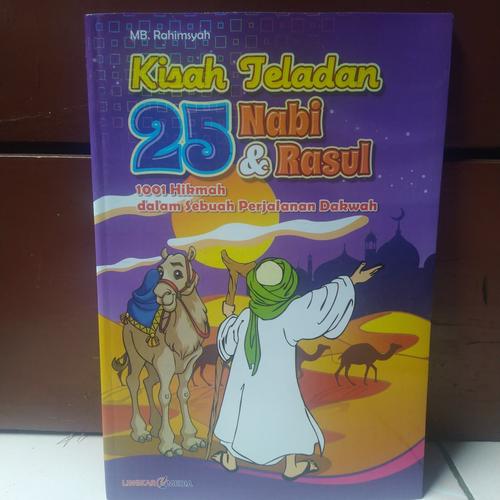 MB. Rahimsyah
Kisah Teladan
25 Nabi
& Rasul
1001 Hikmah
dalam Sebuah Perjalanan Dakwah
LINGKAR MEDIA